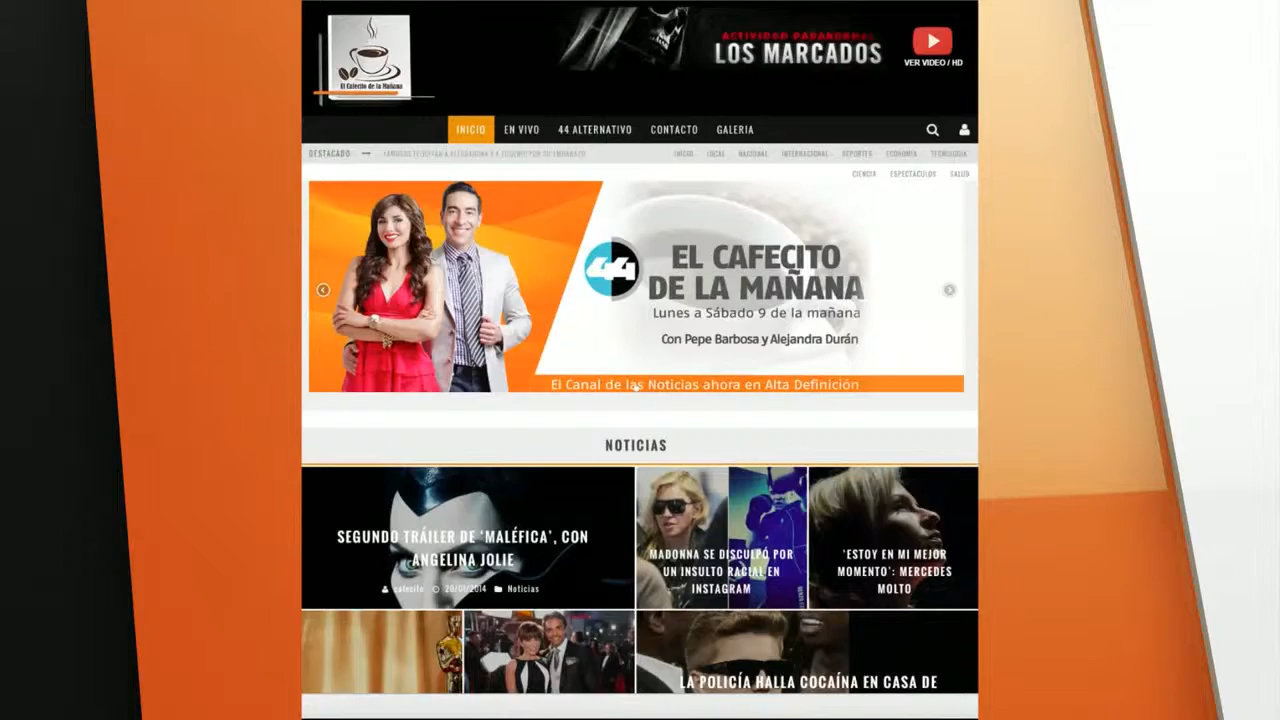 El Cafecito de la Mañana
ACTIVIDAD PARANORMAL
LOS MARCADOS
VER VIDEO / HD
INICIO EN VIVO 44 ALTERNATIVO CONTACTO GALERIA
DESTACADO
INICIO LOCAL NACIONAL INTERNACIONAL DEPORTES ECONOMIA TECNOLOGIA
CIENCIA ESPECTACULOS SALUD
44
EL CAFECITO
DE LA MAÑANA
Lunes a Sábado 9 de la mañana
Con Pepe Barbosa y Alejandra Durán
El Canal de las Noticias ahora en Alta Definición
NOTICIAS
SEGUNDO TRÁILER DE ‘MALÉFICA’, CON
ANGELINA JOLIE
cafecito 20/01/2014 Noticias
MADONNA SE DISCULPÓ POR
UN INSULTO RACIAL EN
INSTAGRAM
‘ESTOY EN MI MEJOR
MOMENTO’: MERCEDES
MOLTO
LA POLICÍA HALLA COCAÍNA EN CASA DE